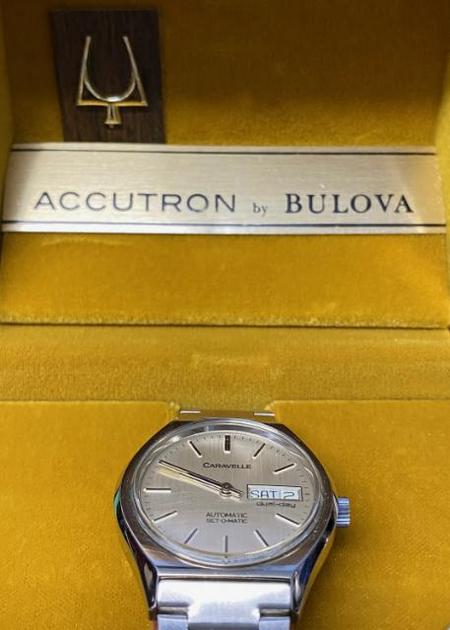 ACCUTRON by BULOVA
CARAVELLE
SAT 2
dual-day
AUTOMATIC
SET-O-MATIC